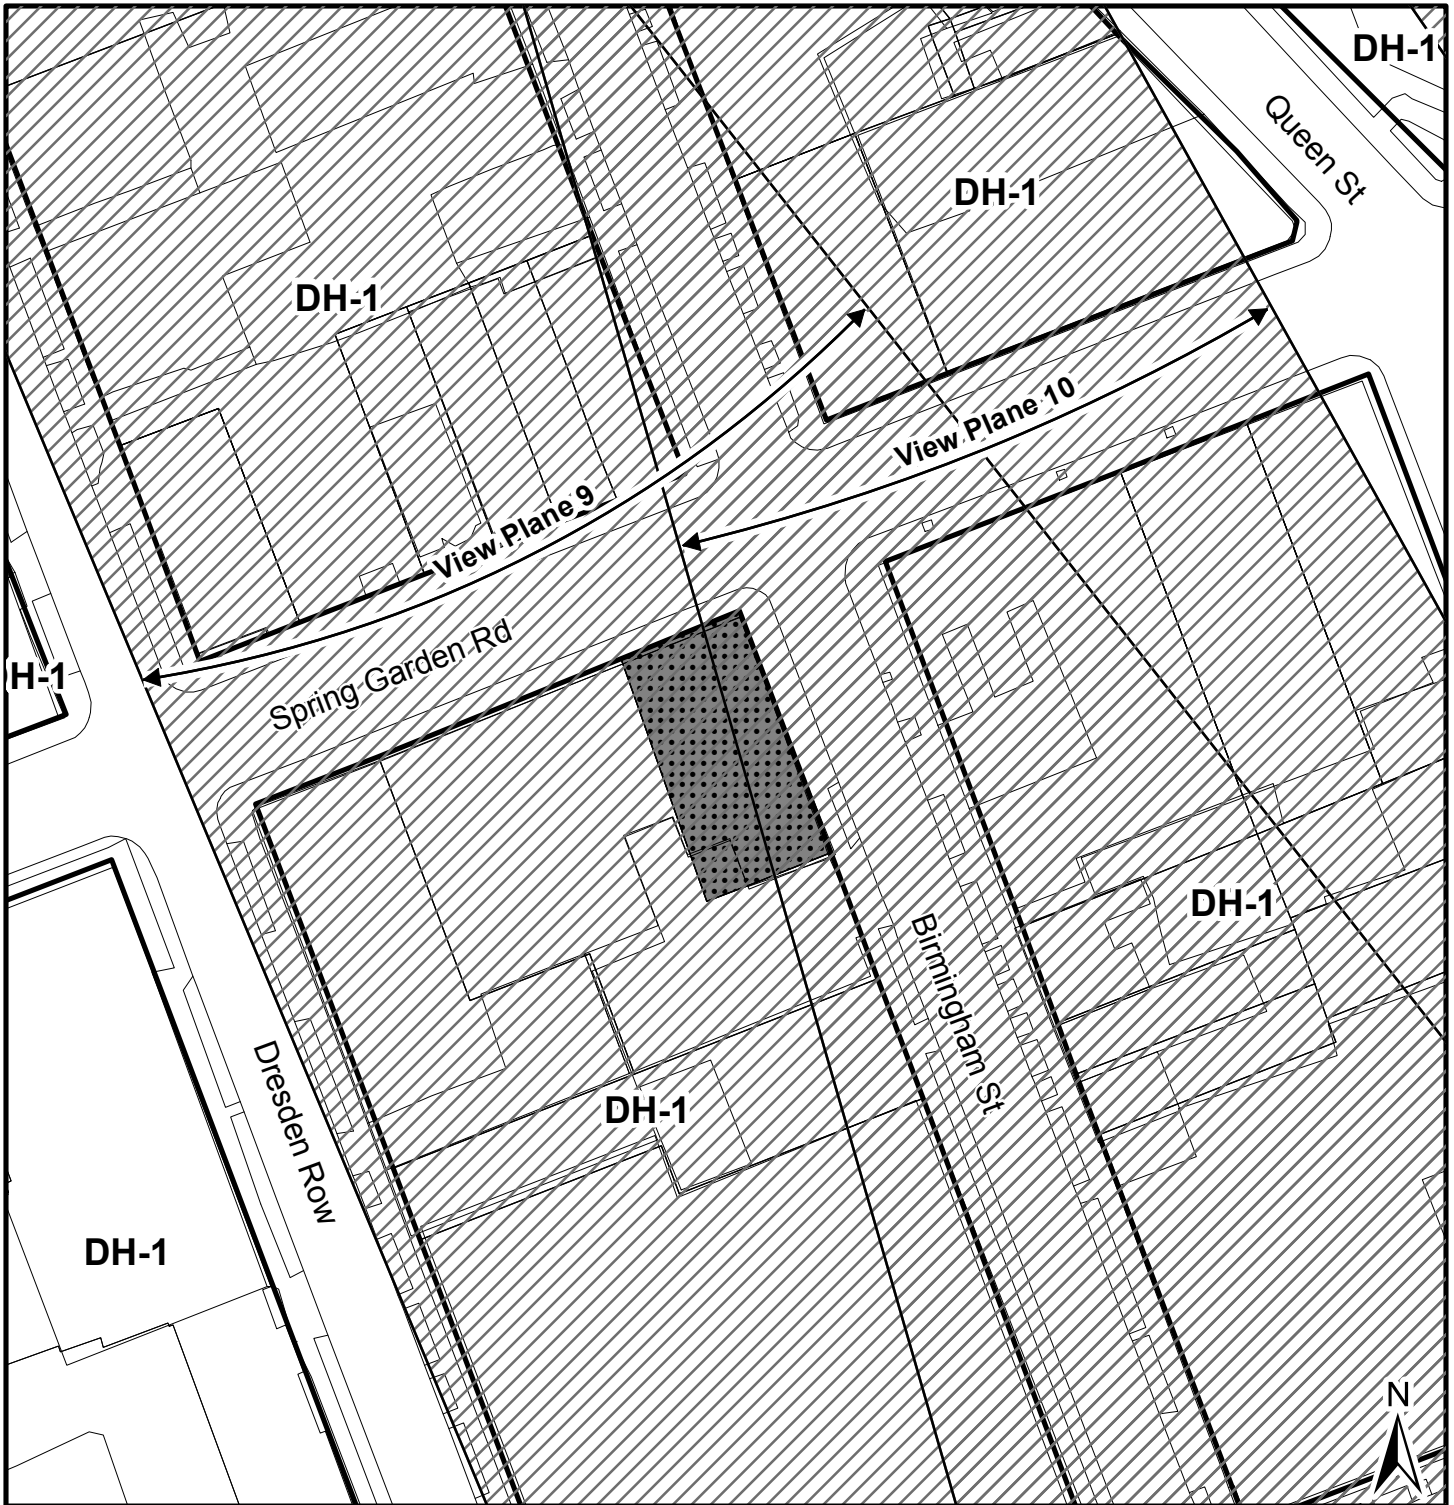 DH-1
Queen St
DH-1
DH-1
View Plane 10
View Plane 9
Spring Garden Rd
H-1
DH-1
Birmingham St
Dresden Row
DH-1
DH-1
N